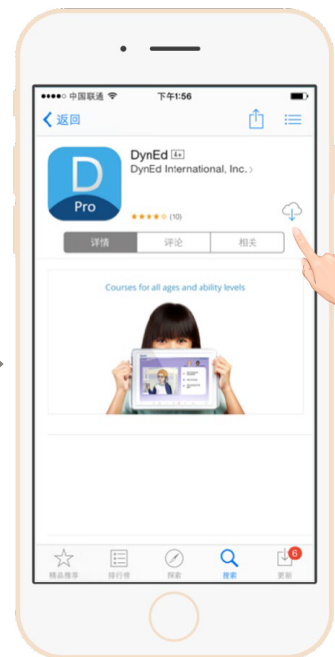 中国联通 下午1:56
返回
DynEd 4+
DynEd International, Inc.
D
Pro
(10)
详情 评论 相关
Courses for all ages and ability levels
6
精品推荐 排行榜 探索 搜索 更新